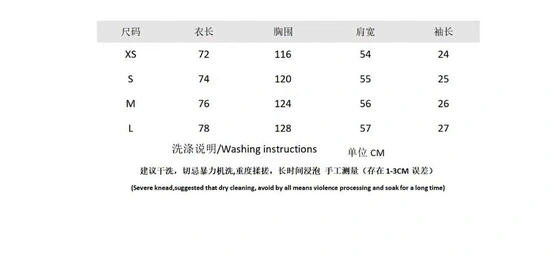 尺码 衣长 胸围 肩宽 袖长
XS 72 116 54 24
S 74 120 55 25
M 76 124 56 26
L 78 128 57 27
洗涤说明/Washing instructions 单位 CM
建议干洗，切忌暴力机洗,重度揉搓，长时间浸泡 手工测量（存在 1-3CM 误差）
(Severe knead,suggested that dry cleaning, avoid by all means violence processing and soak for a long time)